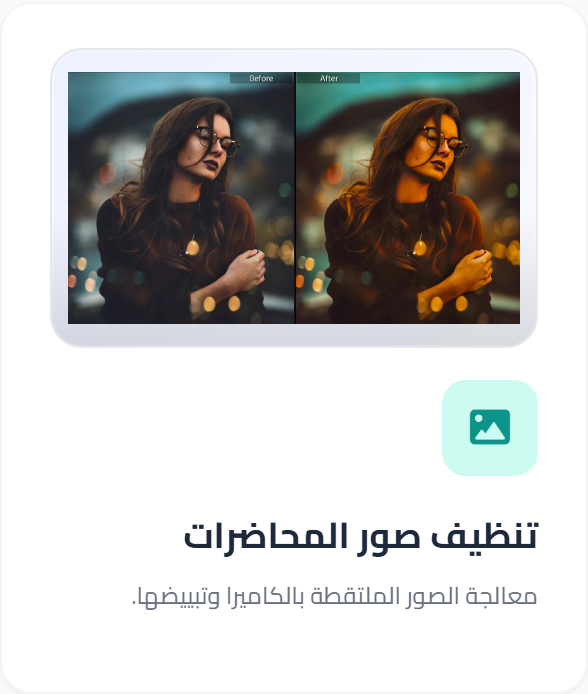 Before
After
تنظيف صور المحاضرات
معالجة الصور الملتقطة بالكاميرا وتبييضها.